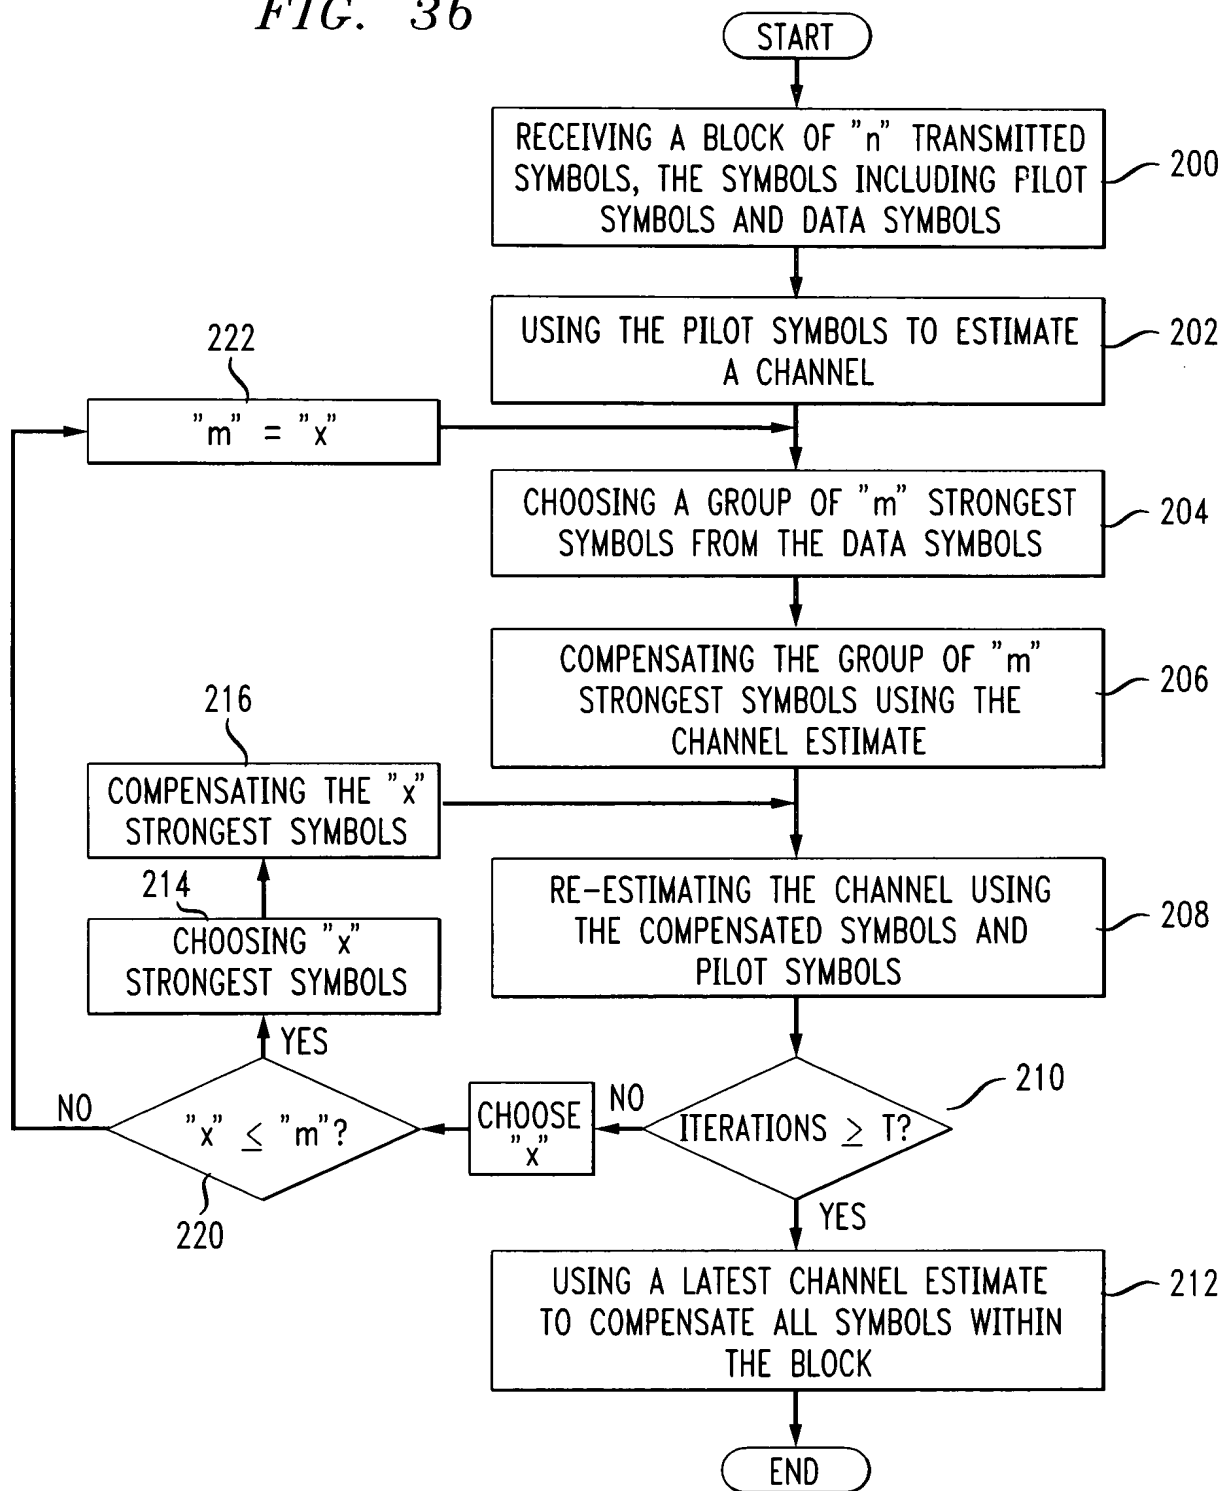 FIG. 36
START
RECEIVING A BLOCK OF "n" TRANSMITTED
SYMBOLS, THE SYMBOLS INCLUDING PILOT
SYMBOLS AND DATA SYMBOLS
200
USING THE PILOT SYMBOLS TO ESTIMATE
A CHANNEL
202
222
"m" = "x"
CHOOSING A GROUP OF "m" STRONGEST
SYMBOLS FROM THE DATA SYMBOLS
204
COMPENSATING THE GROUP OF "m"
STRONGEST SYMBOLS USING THE
CHANNEL ESTIMATE
206
216
COMPENSATING THE "x"
STRONGEST SYMBOLS
214
CHOOSING "x"
STRONGEST SYMBOLS
RE-ESTIMATING THE CHANNEL USING
THE COMPENSATED SYMBOLS AND
PILOT SYMBOLS
208
YES
NO
"x" ≤ "m"?
220
CHOOSE
"x"
NO
ITERATIONS ≥ T?
210
YES
USING A LATEST CHANNEL ESTIMATE
TO COMPENSATE ALL SYMBOLS WITHIN
THE BLOCK
212
END